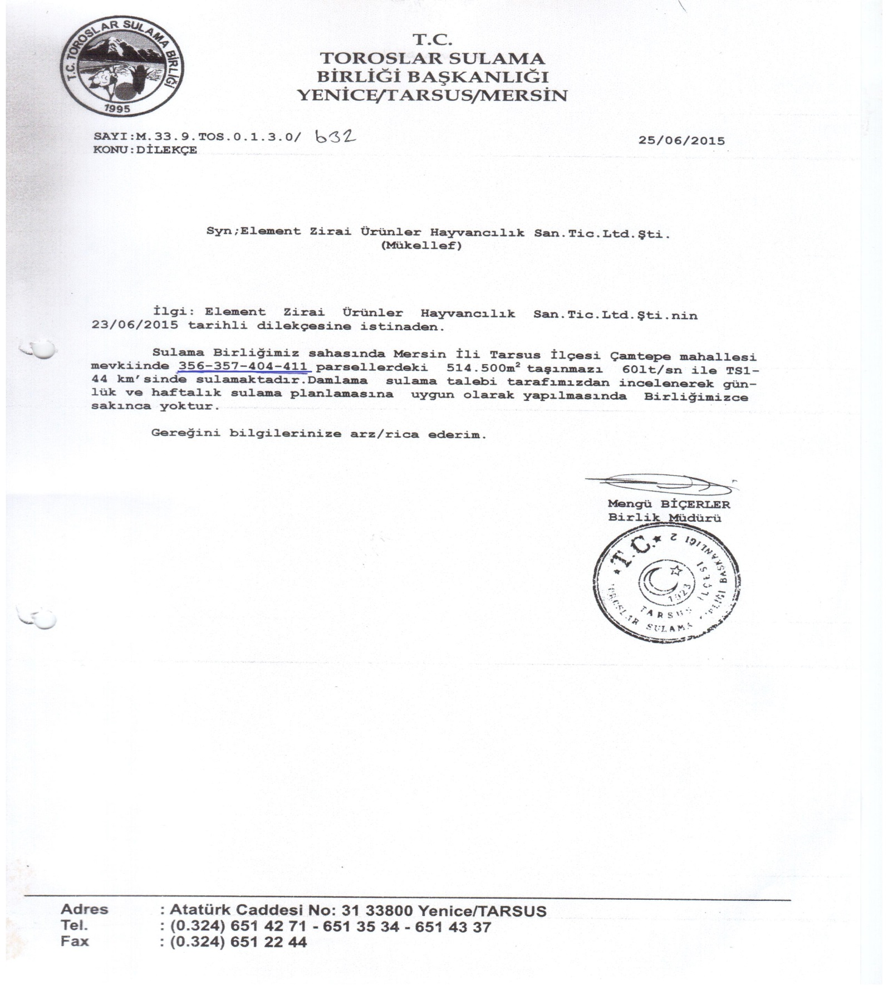 T.C. TOROSLAR SULAMA BİRLİĞİ
1995
T.C.
TOROSLAR SULAMA
BİRLİĞİ BAŞKANLIĞI
YENİCE/TARSUS/MERSİN
SAYI:M.33.9.TOS.0.1.3.0/ 632
25/06/2015
KONU:DİLEKÇE
Syn;Element Zirai Ürünler Hayvancılık San.Tic.Ltd.Şti.
(Mükellef)
İlgi: Element Zirai Ürünler Hayvancılık San.Tic.Ltd.Şti.nin
23/06/2015 tarihli dilekçesine istinaden.
Sulama Birliğimiz sahasında Mersin İli Tarsus İlçesi Çamtepe mahallesi
mevkiinde 356-357-404-411 parsellerdeki 514.500m² taşınmazı 60lt/sn ile TS1-
44 km'sinde sulamaktadır.Damlama sulama talebi tarafımızdan incelenerek gün-
lük ve haftalık sulama planlamasına uygun olarak yapılmasında Birliğimizce
sakınca yoktur.
Gereğini bilgilerinize arz/rica ederim.
Mengü BİÇERLER
Birlik Müdürü
T.C.
TOROSLAR SULAMA BİRLİĞİ BAŞKANLIĞI 2
TARSUS İLÇESİ
1923
Adres : Atatürk Caddesi No: 31 33800 Yenice/TARSUS
Tel. : (0.324) 651 42 71 - 651 35 34 - 651 43 37
Fax : (0.324) 651 22 44